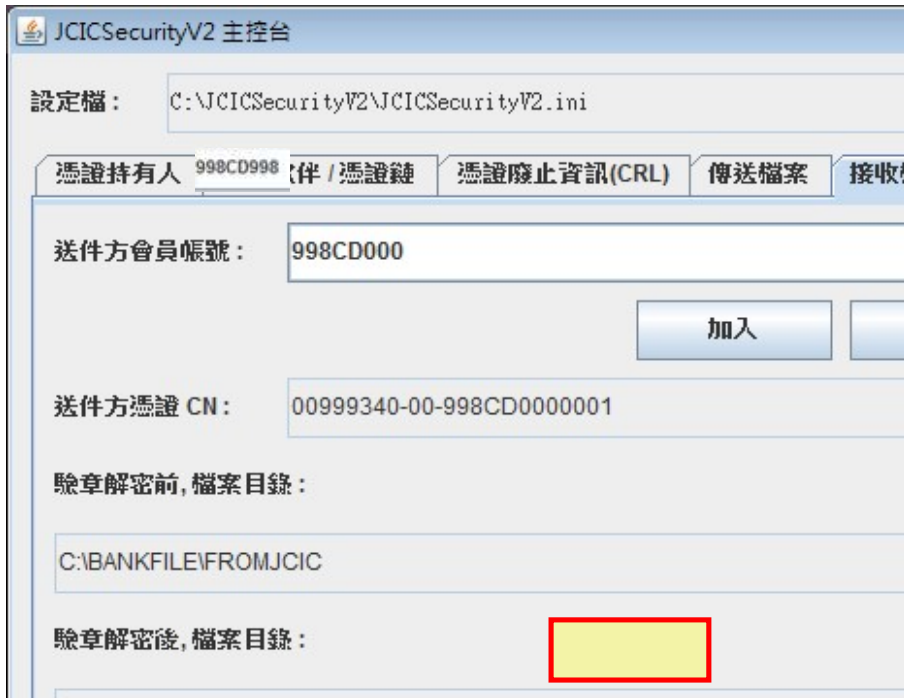 JCICSecurityV2 主控台
設定檔： C:\JCICSecurityV2\JCICSecurityV2.ini
憑證持有人 998CD998 伴 / 憑證鏈 憑證廢止資訊(CRL) 傳送檔案 接收
送件方會員帳號： 998CD000
加入
送件方憑證 CN： 00999340-00-998CD0000001
驗章解密前, 檔案目錄：
C:\BANKFILE\FROMJCIC
驗章解密後, 檔案目錄：